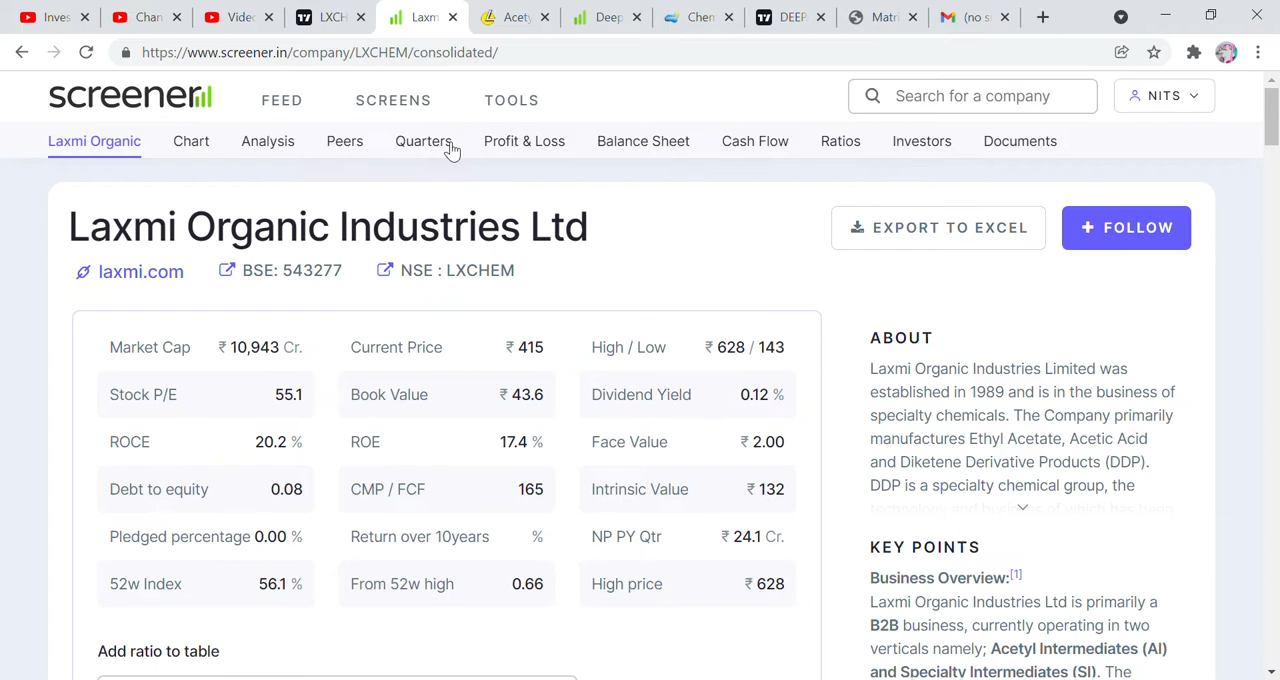 Inves
Chan
Video
LXCH
Laxm
Acety
Deep
Chem
DEEP
Matri
(no s
https://www.screener.in/company/LXCHEM/consolidated/
screener
FEED
SCREENS
TOOLS
Search for a company
NITS
Laxmi Organic
Chart
Analysis
Peers
Quarters
Profit & Loss
Balance Sheet
Cash Flow
Ratios
Investors
Documents
Laxmi Organic Industries Ltd
EXPORT TO EXCEL
+ FOLLOW
laxmi.com
BSE: 543277
NSE : LXCHEM
Market Cap ₹ 10,943 Cr.
Current Price ₹ 415
High / Low ₹ 628 / 143
Stock P/E 55.1
Book Value ₹ 43.6
Dividend Yield 0.12 %
ROCE 20.2 %
ROE 17.4 %
Face Value ₹ 2.00
Debt to equity 0.08
CMP / FCF 165
Intrinsic Value ₹ 132
Pledged percentage 0.00 %
Return over 10years %
NP PY Qtr ₹ 24.1 Cr.
52w Index 56.1 %
From 52w high 0.66
High price ₹ 628
Add ratio to table
ABOUT
Laxmi Organic Industries Limited was
established in 1989 and is in the business of
specialty chemicals. The Company primarily
manufactures Ethyl Acetate, Acetic Acid
and Diketene Derivative Products (DDP).
DDP is a specialty chemical group, the
technology and business of which has been
KEY POINTS
Business Overview:[1]
Laxmi Organic Industries Ltd is primarily a
B2B business, currently operating in two
verticals namely; Acetyl Intermediates (AI)
and Specialty Intermediates (SI). The